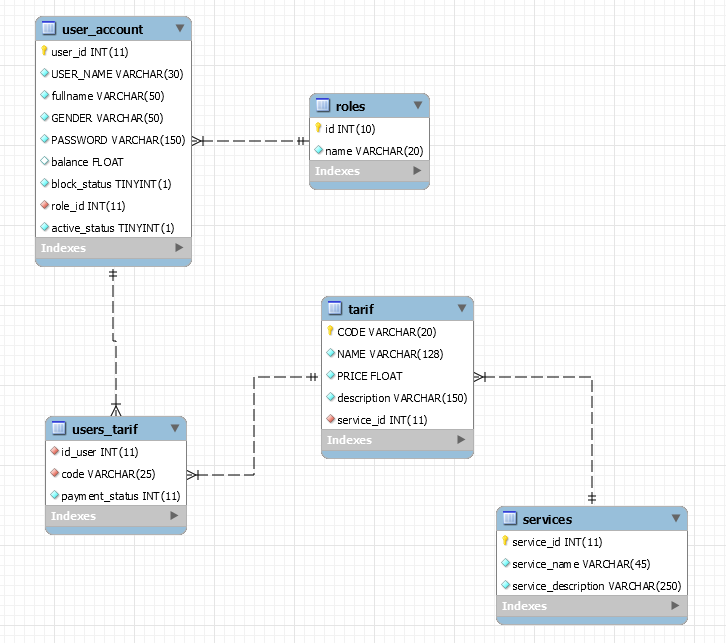 user_account
user_id INT(11)
USER_NAME VARCHAR(30)
fullname VARCHAR(50)
GENDER VARCHAR(50)
PASSWORD VARCHAR(150)
balance FLOAT
block_status TINYINT(1)
role_id INT(11)
active_status TINYINT(1)
Indexes
roles
id INT(10)
name VARCHAR(20)
Indexes
tarif
CODE VARCHAR(20)
NAME VARCHAR(128)
PRICE FLOAT
description VARCHAR(150)
service_id INT(11)
Indexes
users_tarif
id_user INT(11)
code VARCHAR(25)
payment_status INT(11)
Indexes
services
service_id INT(11)
service_name VARCHAR(45)
service_description VARCHAR(250)
Indexes